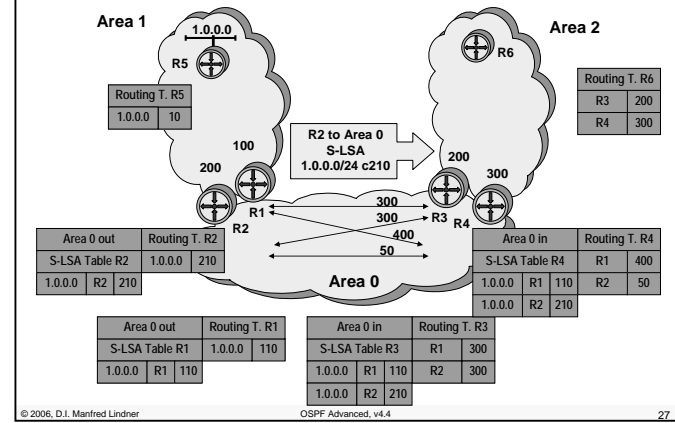 Area 1
Area 2
1.0.0.0
R5
R6
Routing T. R5
1.0.0.0 10
Routing T. R6
R3 200
R4 300
R2 to Area 0
S-LSA
1.0.0.0/24 c210
100
200
200
300
R1
R2
R3
R4
300
300
400
50
Area 0
Area 0 out
S-LSA Table R2
1.0.0.0 R2 210
Routing T. R2
1.0.0.0 210
Area 0 in
S-LSA Table R4
1.0.0.0 R1 110
1.0.0.0 R2 210
Routing T. R4
R1 400
R2 50
Area 0 out
S-LSA Table R1
1.0.0.0 R1 110
Routing T. R1
1.0.0.0 110
Area 0 in
S-LSA Table R3
1.0.0.0 R1 110
1.0.0.0 R2 210
Routing T. R3
R1 300
R2 300
© 2006, D.I. Manfred Lindner
OSPF Advanced, v4.4
27